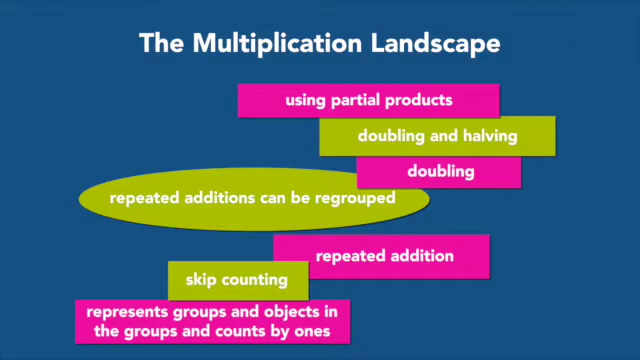 The Multiplication Landscape
using partial products
doubling and halving
doubling
repeated additions can be regrouped
repeated addition
skip counting
represents groups and objects in
the groups and counts by ones